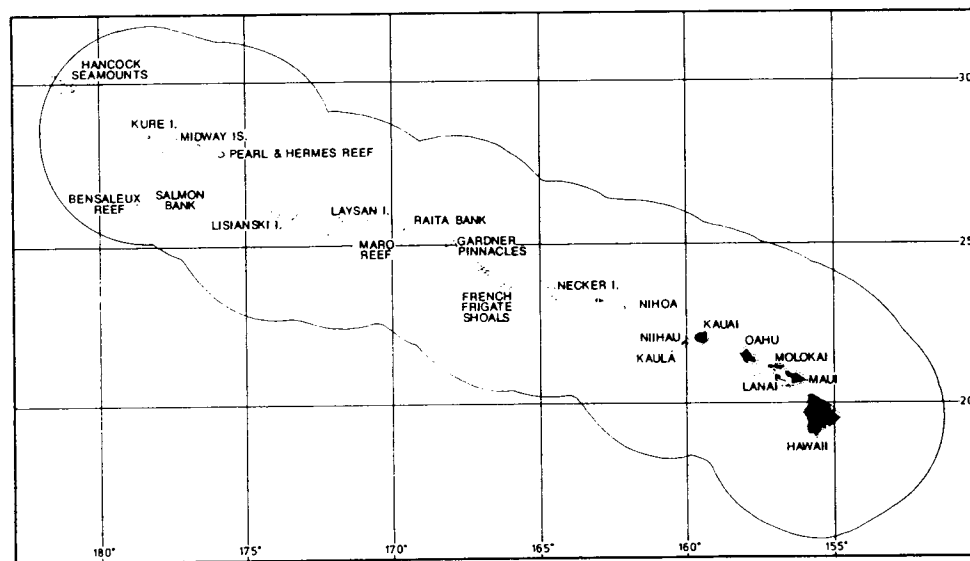 HANCOCK
SEAMOUNTS
30
KURE I.
MIDWAY IS.
PEARL & HERMES REEF
BENSALEUX
REEF
SALMON
BANK
LISIANSKI I.
LAYSAN I.
RAITA BANK
MARO
REEF
GARDNER
PINNACLES
25
FRENCH
FRIGATE
SHOALS
NECKER I.
NIHOA
NIIHAU
KAUAI
KAULA
OAHU
MOLOKAI
LANAI
MAUI
20
HAWAII
180°
175°
170°
165°
160°
155°